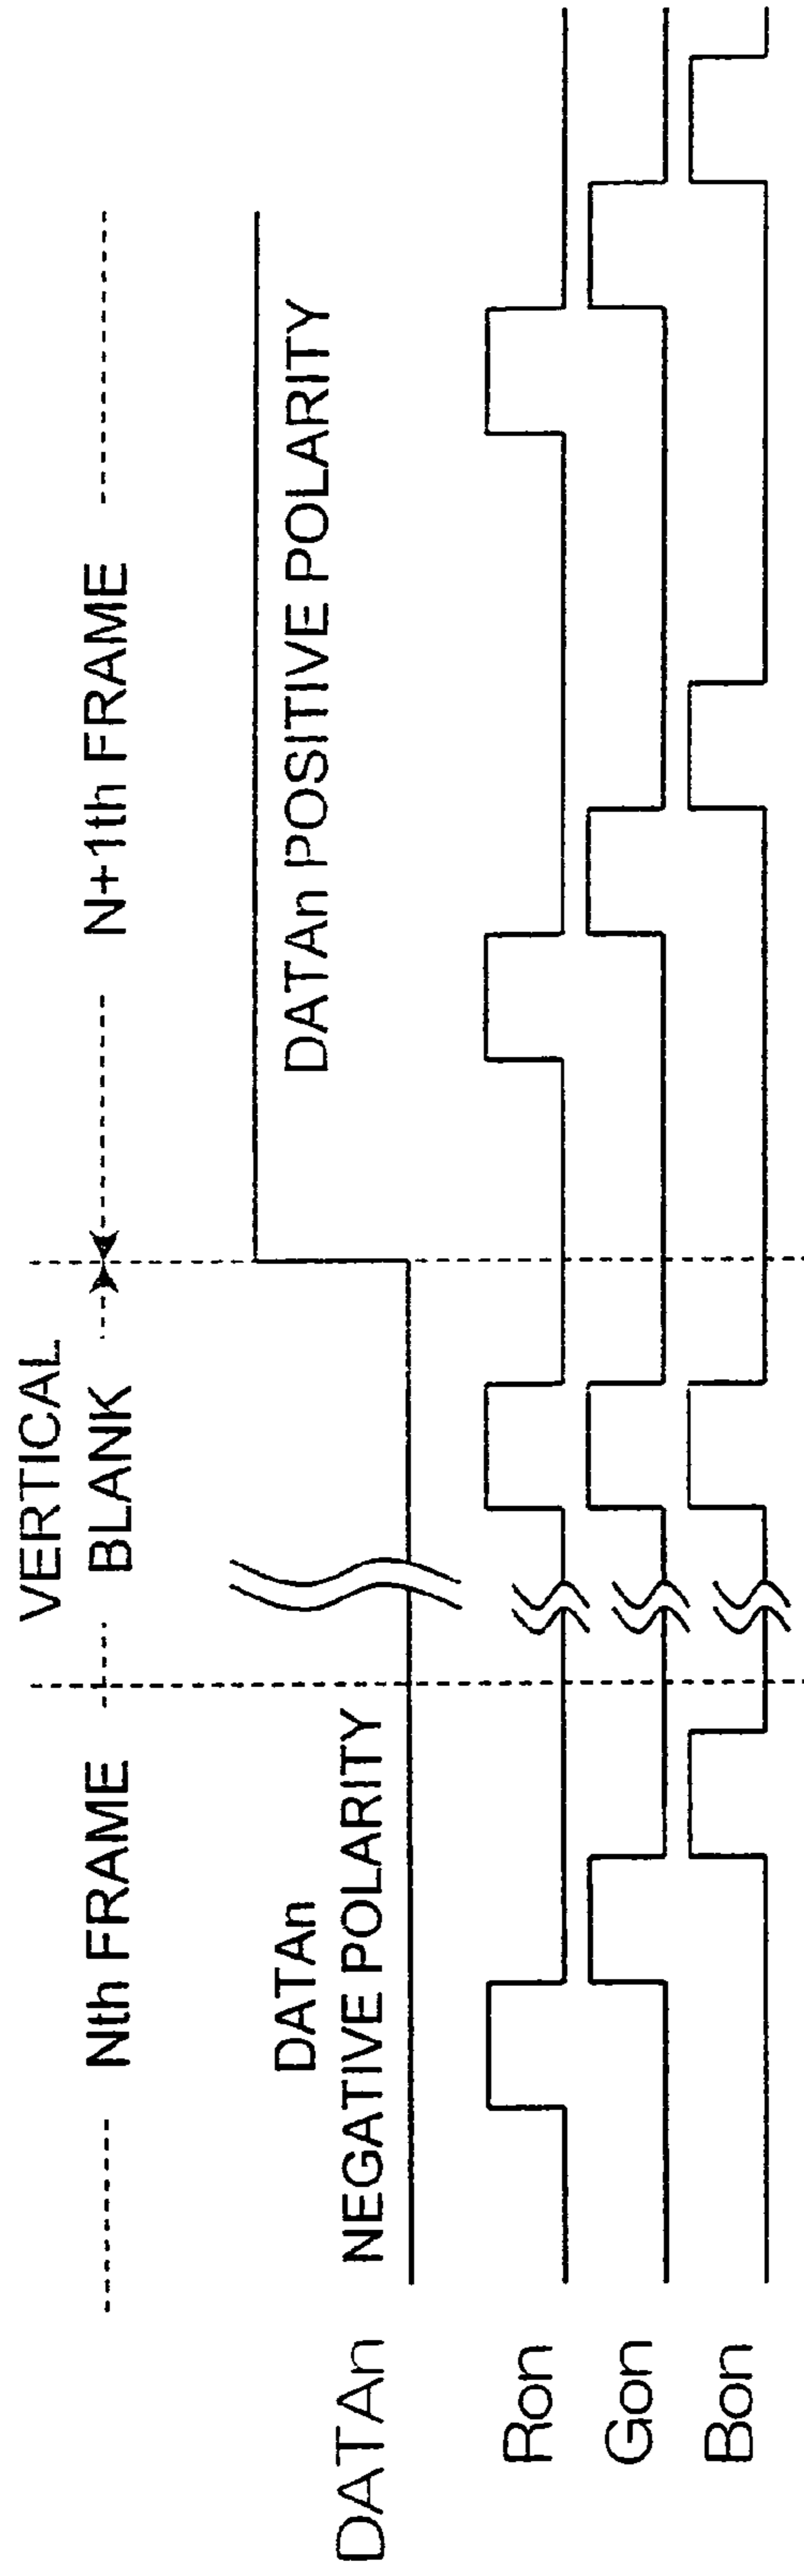 Nth FRAME
VERTICAL
BLANK
N+1th FRAME
DATAn
DATAn
NEGATIVE POLARITY
DATAn POSITIVE POLARITY
Ron
Gon
Bon